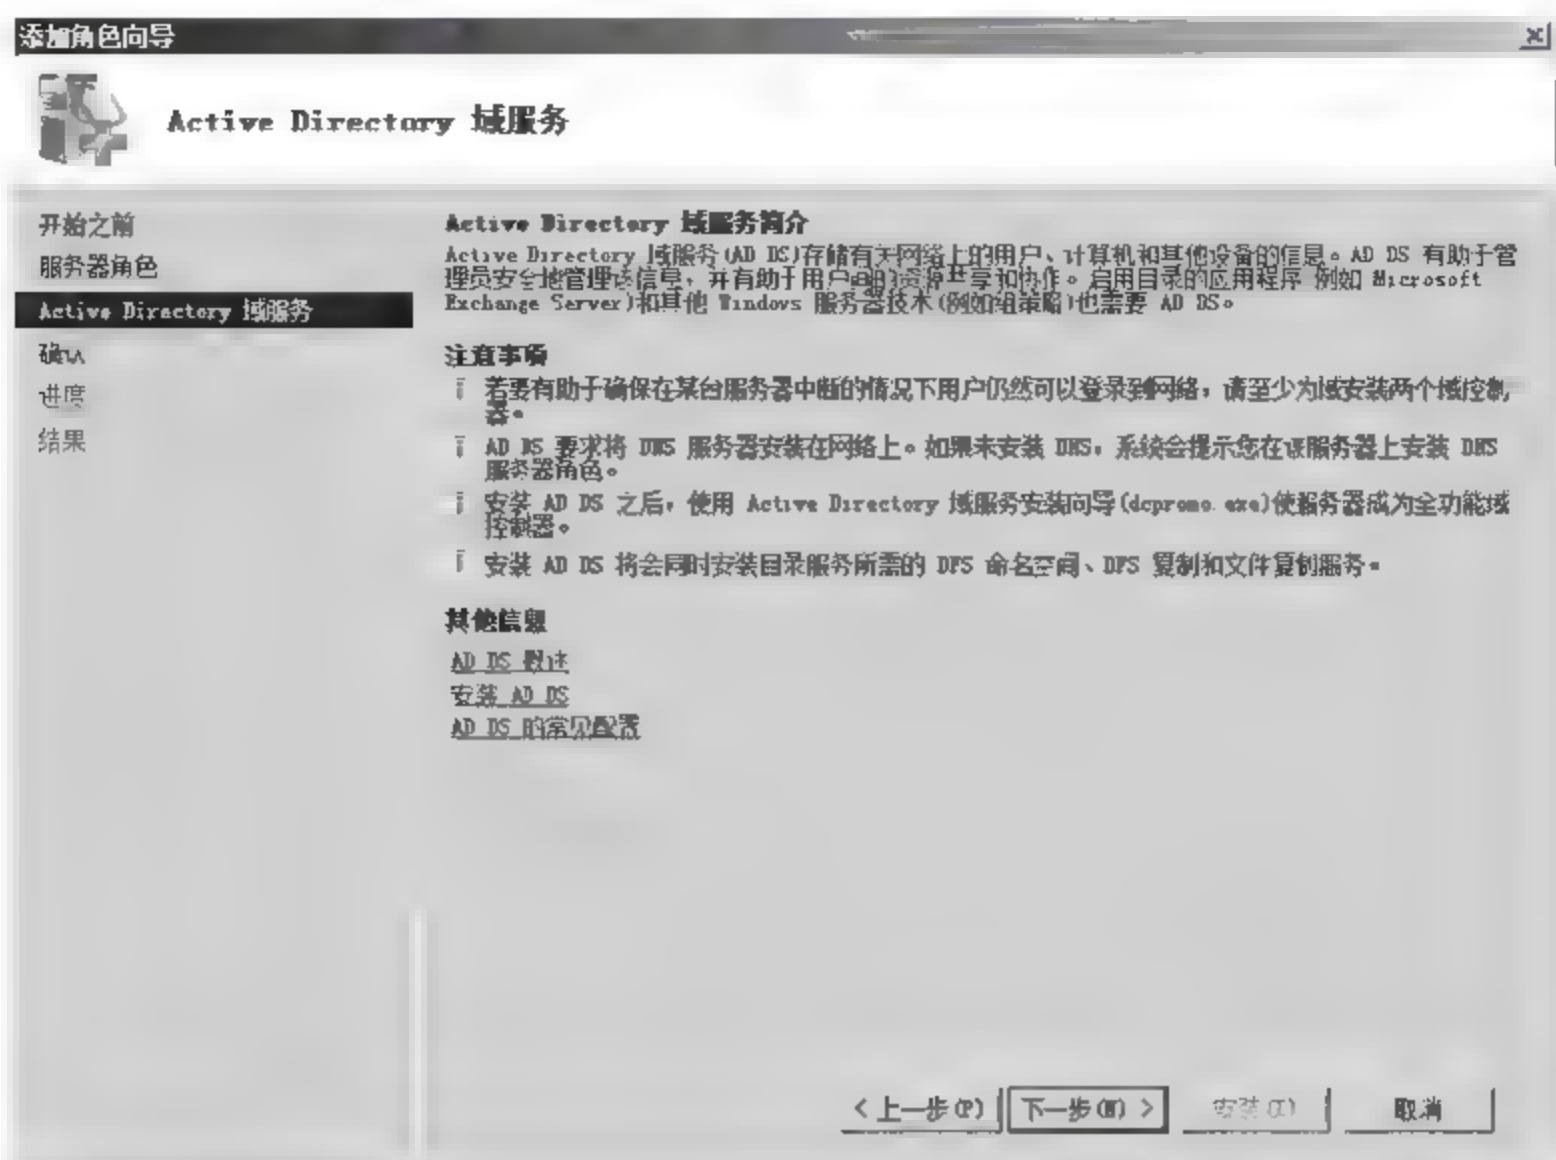 添加角色向导
Active Directory 域服务
开始之前
服务器角色
Active Directory 域服务
确认
进度
结果
Active Directory 域服务简介
Active Directory 域服务(AD DS)存储有关网络上的用户、计算机和其他设备的信息。AD DS 有助于管
理员安全地管理该信息，并有助于用户之间的资源共享和协作。启用目录的应用程序(例如 Microsoft
Exchange Server)和其他 Windows 服务器技术(例如组策略)也需要 AD DS。
注意事项
若要有助于确保在某台服务器中断的情况下用户仍然可以登录到网络，请至少为域安装两个域控制
器。
AD DS 要求将 DNS 服务器安装在网络上。如果未安装 DNS，系统会提示您在该服务器上安装 DNS
服务器角色。
安装 AD DS 之后，使用 Active Directory 域服务安装向导(dcpromo.exe)使服务器成为全功能域
控制器。
安装 AD DS 将会同时安装目录服务所需的 DFS 命名空间、DFS 复制和文件复制服务。
其他信息
AD DS 概述
安装 AD DS
AD DS 的常见配置
< 上一步(P)
下一步(N) >
安装(I)
取消